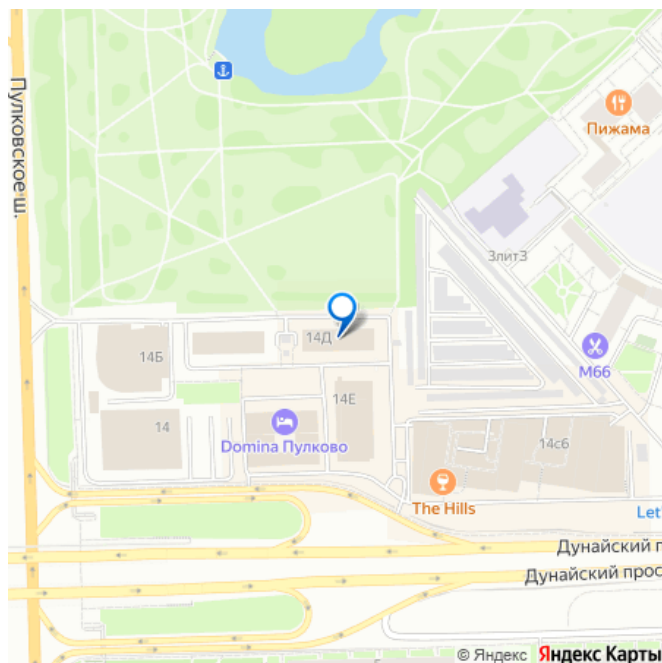 Пулковское ш.
Пижама
3лит3
14Д
14Б
М66
14Е
14
Domina Пулково
14с6
The Hills
Let'
Дунайский п
Дунайский прос
© Яндекс Яндекс Карты